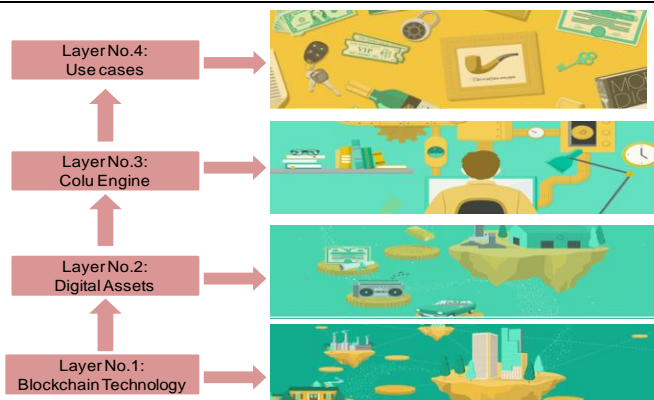 Layer No.4:
Use cases
VIP
Layer No.3:
Colu Engine
Layer No.2:
Digital Assets
Layer No.1:
Blockchain Technology